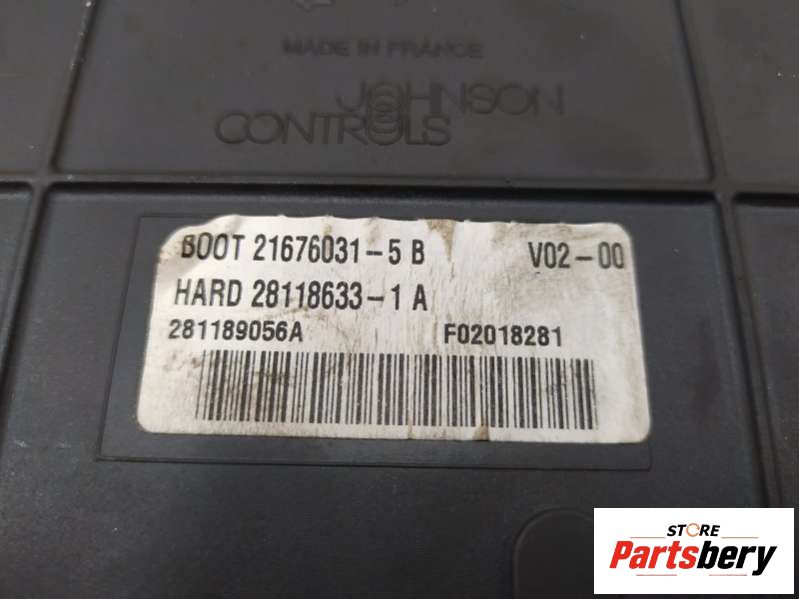 MADE IN FRANCE
JOHNSON
CONTROLS
BOOT 21676031-5 B V02-00
HARD 28118633-1 A
281189056A F02018281
STORE
Partsbery